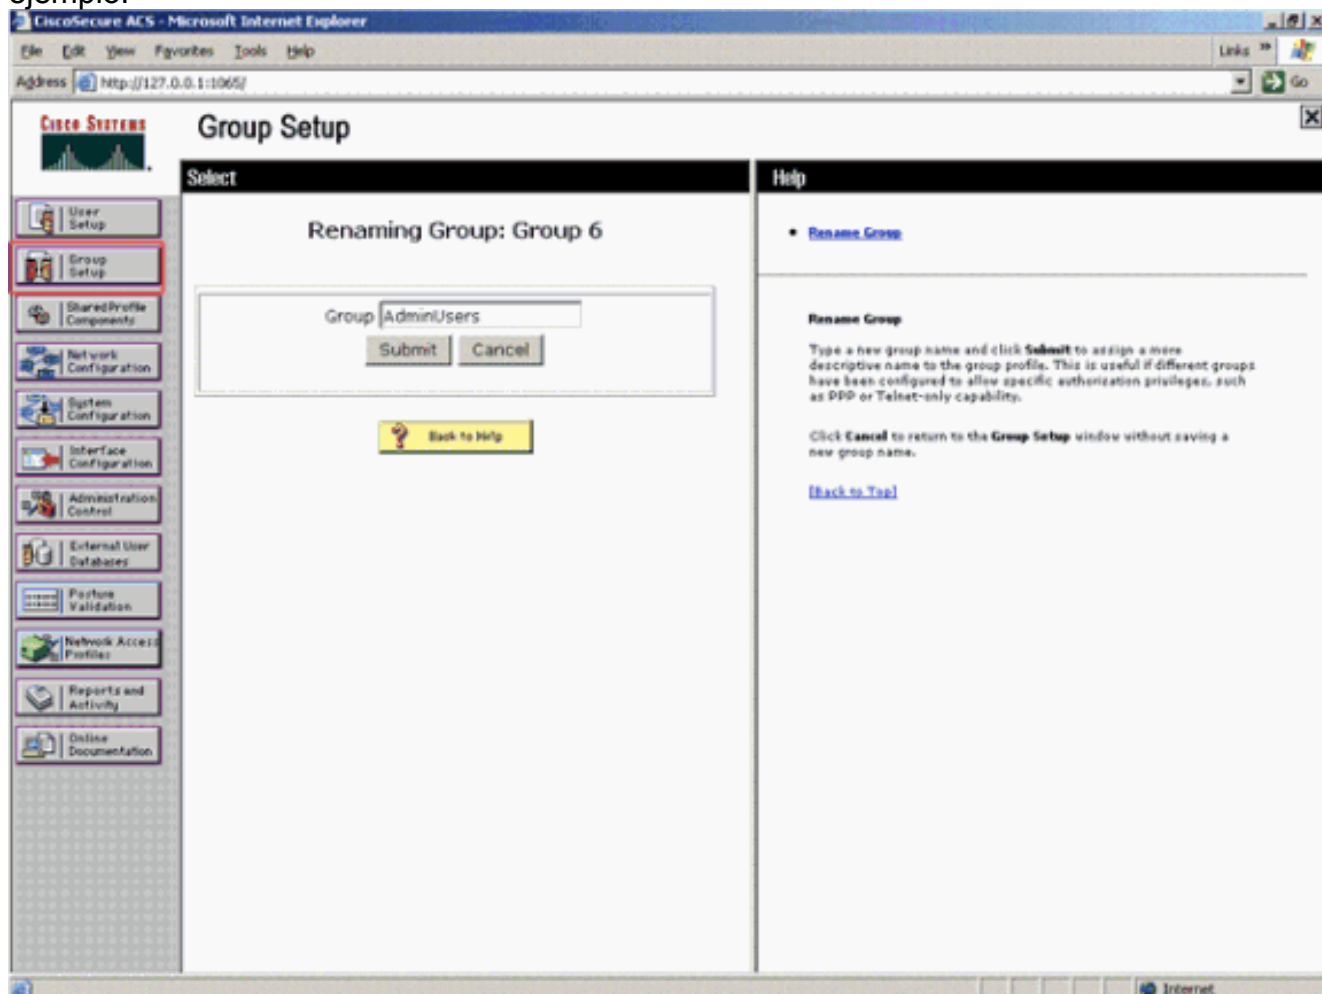 ejemplo:
CiscoSecure ACS - Microsoft Internet Explorer
File Edit View Favorites Tools Help
Links »
Address http://127.0.0.1:1065/
Go
CISCO SYSTEMS
Group Setup
Select
Help
User
Setup
Group
Setup
Shared Profile
Components
Network
Configuration
System
Configuration
Interface
Configuration
Administration
Control
External User
Databases
Posture
Validation
Network Access
Profiles
Reports and
Activity
Online
Documentation
Renaming Group: Group 6
Group AdminUsers
Submit Cancel
? Back to Help
• Rename Group
Rename Group
Type a new group name and click Submit to assign a more
descriptive name to the group profile. This is useful if different groups
have been configured to allow specific authorization privileges, such
as PPP or Telnet-only capability.
Click Cancel to return to the Group Setup window without saving a
new group name.
[Back to Top]
Internet